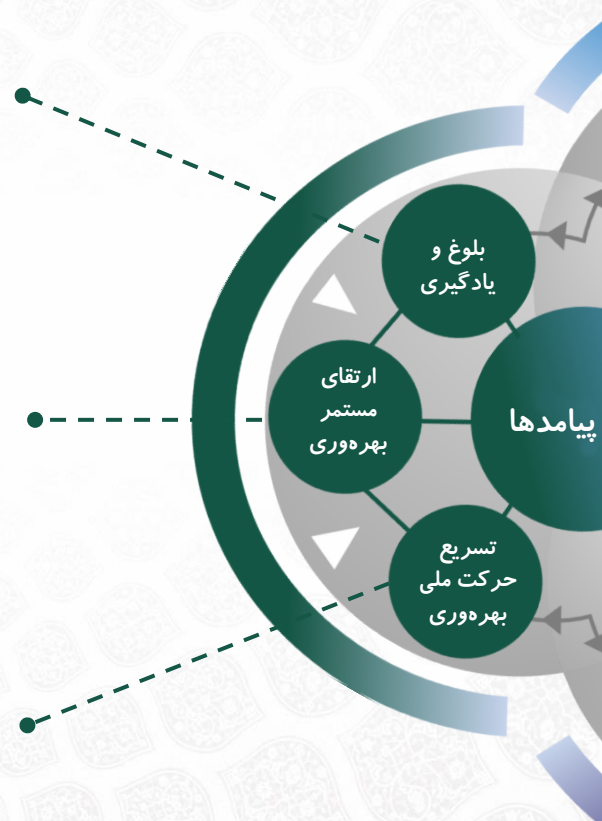 بلوغ و
یادگیری
ارتقای
مستمر
بهره‌وری
پیامدها
تسریع
حرکت ملی
بهره‌وری